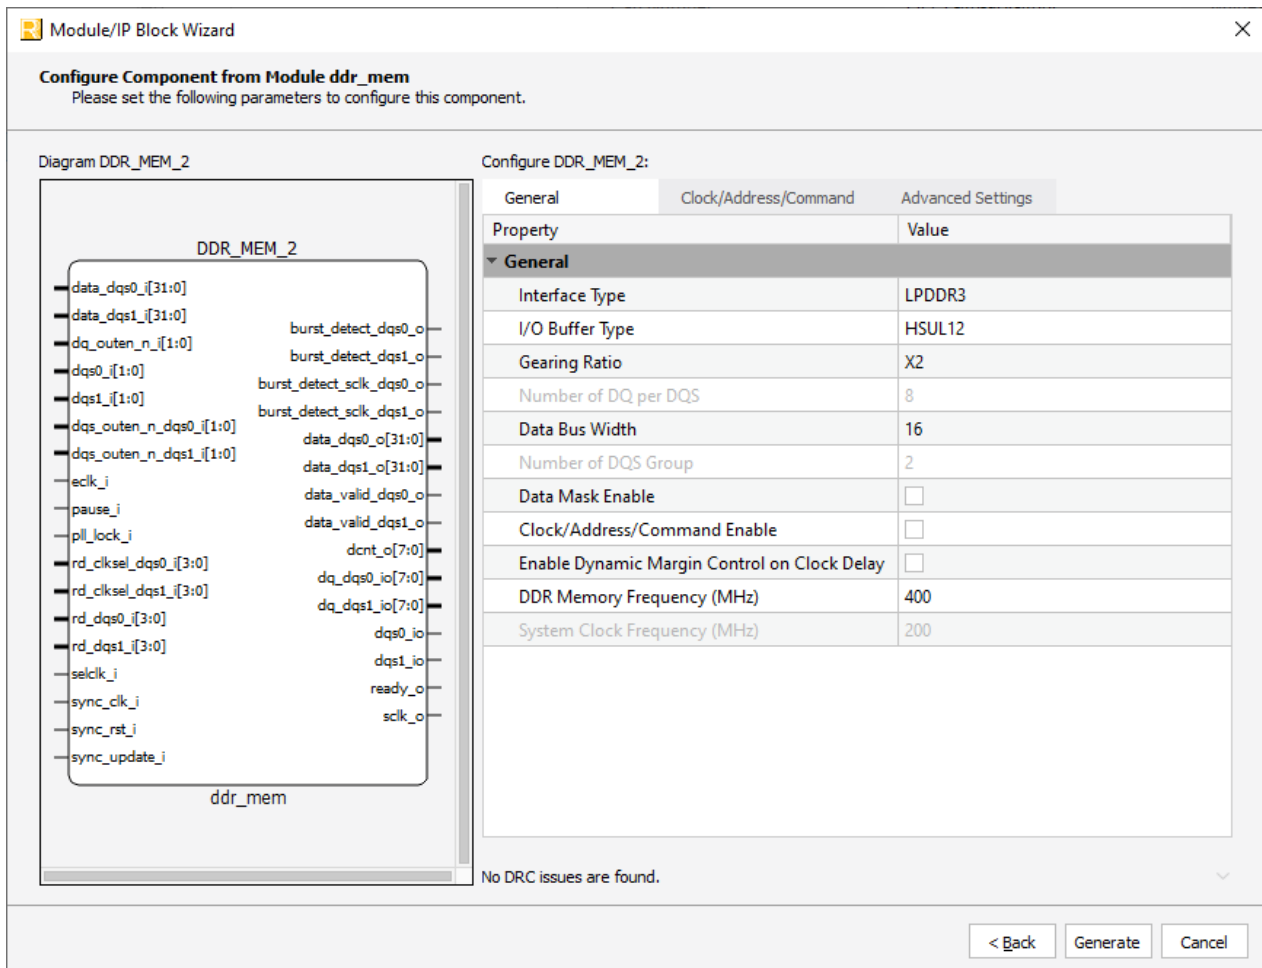 Module/IP Block Wizard
Configure Component from Module ddr_mem
Please set the following parameters to configure this component.
Diagram DDR_MEM_2
DDR_MEM_2
data_dqs0_i[31:0]
data_dqs1_i[31:0]
dq_outen_n_i[1:0]
dqs0_i[1:0]
dqs1_i[1:0]
dqs_outen_n_dqs0_i[1:0]
dqs_outen_n_dqs1_i[1:0]
eclk_i
pause_i
pll_lock_i
rd_clksel_dqs0_i[3:0]
rd_clksel_dqs1_i[3:0]
rd_dqs0_i[3:0]
rd_dqs1_i[3:0]
selclk_i
sync_clk_i
sync_rst_i
sync_update_i
burst_detect_dqs0_o
burst_detect_dqs1_o
burst_detect_sclk_dqs0_o
burst_detect_sclk_dqs1_o
data_dqs0_o[31:0]
data_dqs1_o[31:0]
data_valid_dqs0_o
data_valid_dqs1_o
dcnt_o[7:0]
dq_dqs0_io[7:0]
dq_dqs1_io[7:0]
dqs0_io
dqs1_io
ready_o
sclk_o
ddr_mem
Configure DDR_MEM_2:
General Clock/Address/Command Advanced Settings
Property Value
General
Interface Type LPDDR3
I/O Buffer Type HSUL12
Gearing Ratio X2
Number of DQ per DQS 8
Data Bus Width 16
Number of DQS Group 2
Data Mask Enable
Clock/Address/Command Enable
Enable Dynamic Margin Control on Clock Delay
DDR Memory Frequency (MHz) 400
System Clock Frequency (MHz) 200
No DRC issues are found.
< Back Generate Cancel